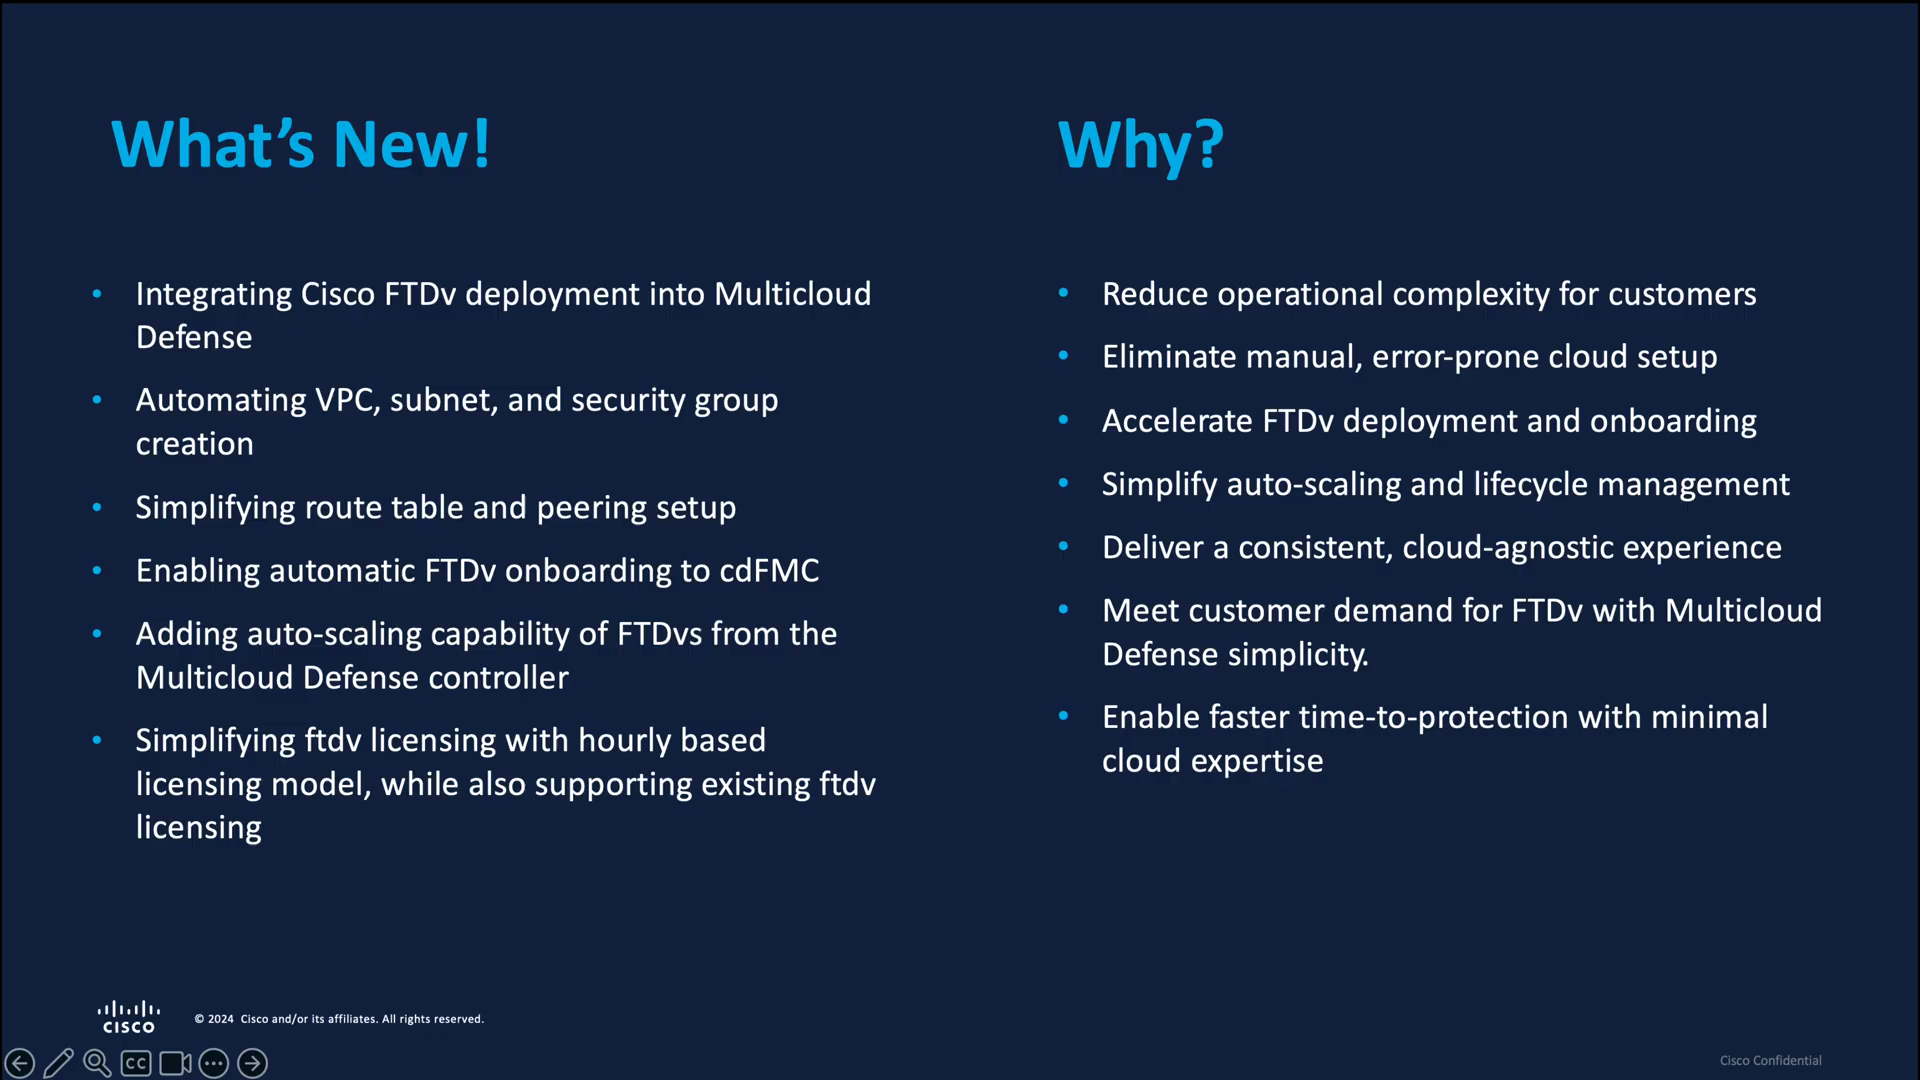 What's New!
Integrating Cisco FTDv deployment into Multicloud
Defense
Automating VPC, subnet, and security group
creation
Simplifying route table and peering setup
Enabling automatic FTDv onboarding to cdFMC
Adding auto-scaling capability of FTDvs from the
Multicloud Defense controller
Simplifying ftdv licensing with hourly based
licensing model, while also supporting existing ftdv
licensing
Why?
Reduce operational complexity for customers
Eliminate manual, error-prone cloud setup
Accelerate FTDv deployment and onboarding
Simplify auto-scaling and lifecycle management
Deliver a consistent, cloud-agnostic experience
Meet customer demand for FTDv with Multicloud
Defense simplicity.
Enable faster time-to-protection with minimal
cloud expertise
CISCO
© 2024 Cisco and/or its affiliates. All rights reserved.
CC
Cisco Confidential